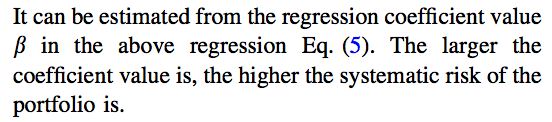 It can be estimated from the regression coefficient value
β in the above regression Eq. (5). The larger the
coefficient value is, the higher the systematic risk of the
portfolio is.